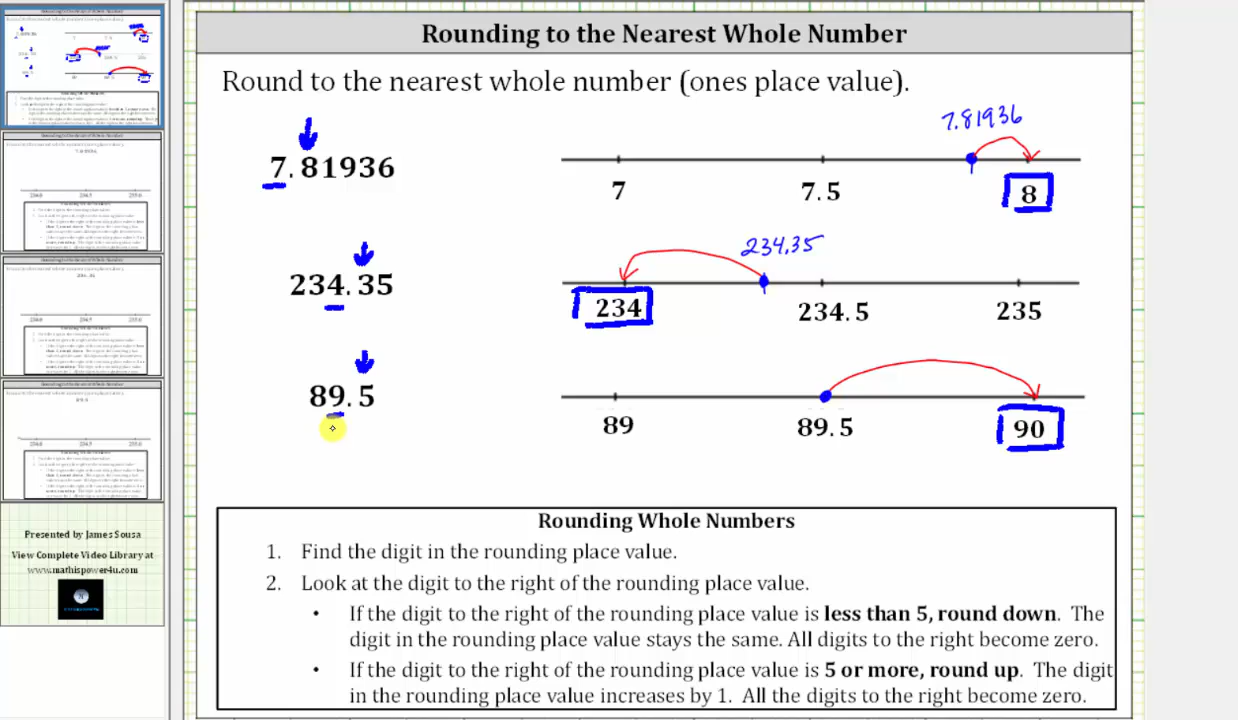 Rounding to the Nearest Whole Number
Round to the nearest whole number (ones place value).
7.81936
7.81936
7 7.5 8
234.35
234.35
234 234.5 235
89.5
89 89.5 90
Rounding Whole Numbers
1. Find the digit in the rounding place value.
2. Look at the digit to the right of the rounding place value.
• If the digit to the right of the rounding place value is less than 5, round down. The
digit in the rounding place value stays the same. All digits to the right become zero.
• If the digit to the right of the rounding place value is 5 or more, round up. The digit
in the rounding place value increases by 1. All the digits to the right become zero.
Presented by James Sousa
View Complete Video Library at
www.mathispower4u.com